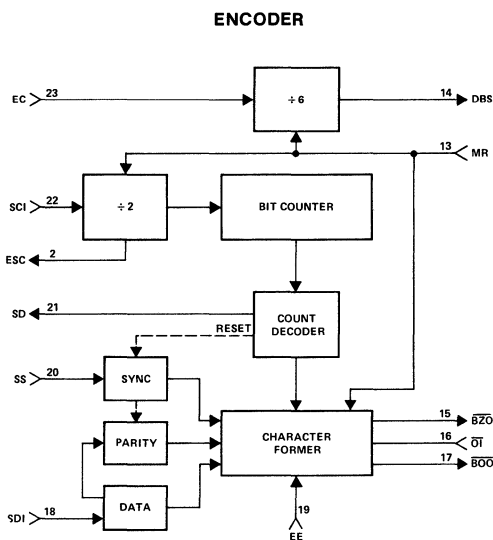 ENCODER
EC 23 ÷6 14 DBS
13 MR
SCI 22 ÷2 BIT COUNTER
ESC 2
SD 21
RESET COUNT
DECODER
SS 20 SYNC
PARITY CHARACTER
FORMER
15 BZO
16 OI
17 BOO
DATA
SDI 18
19
EE